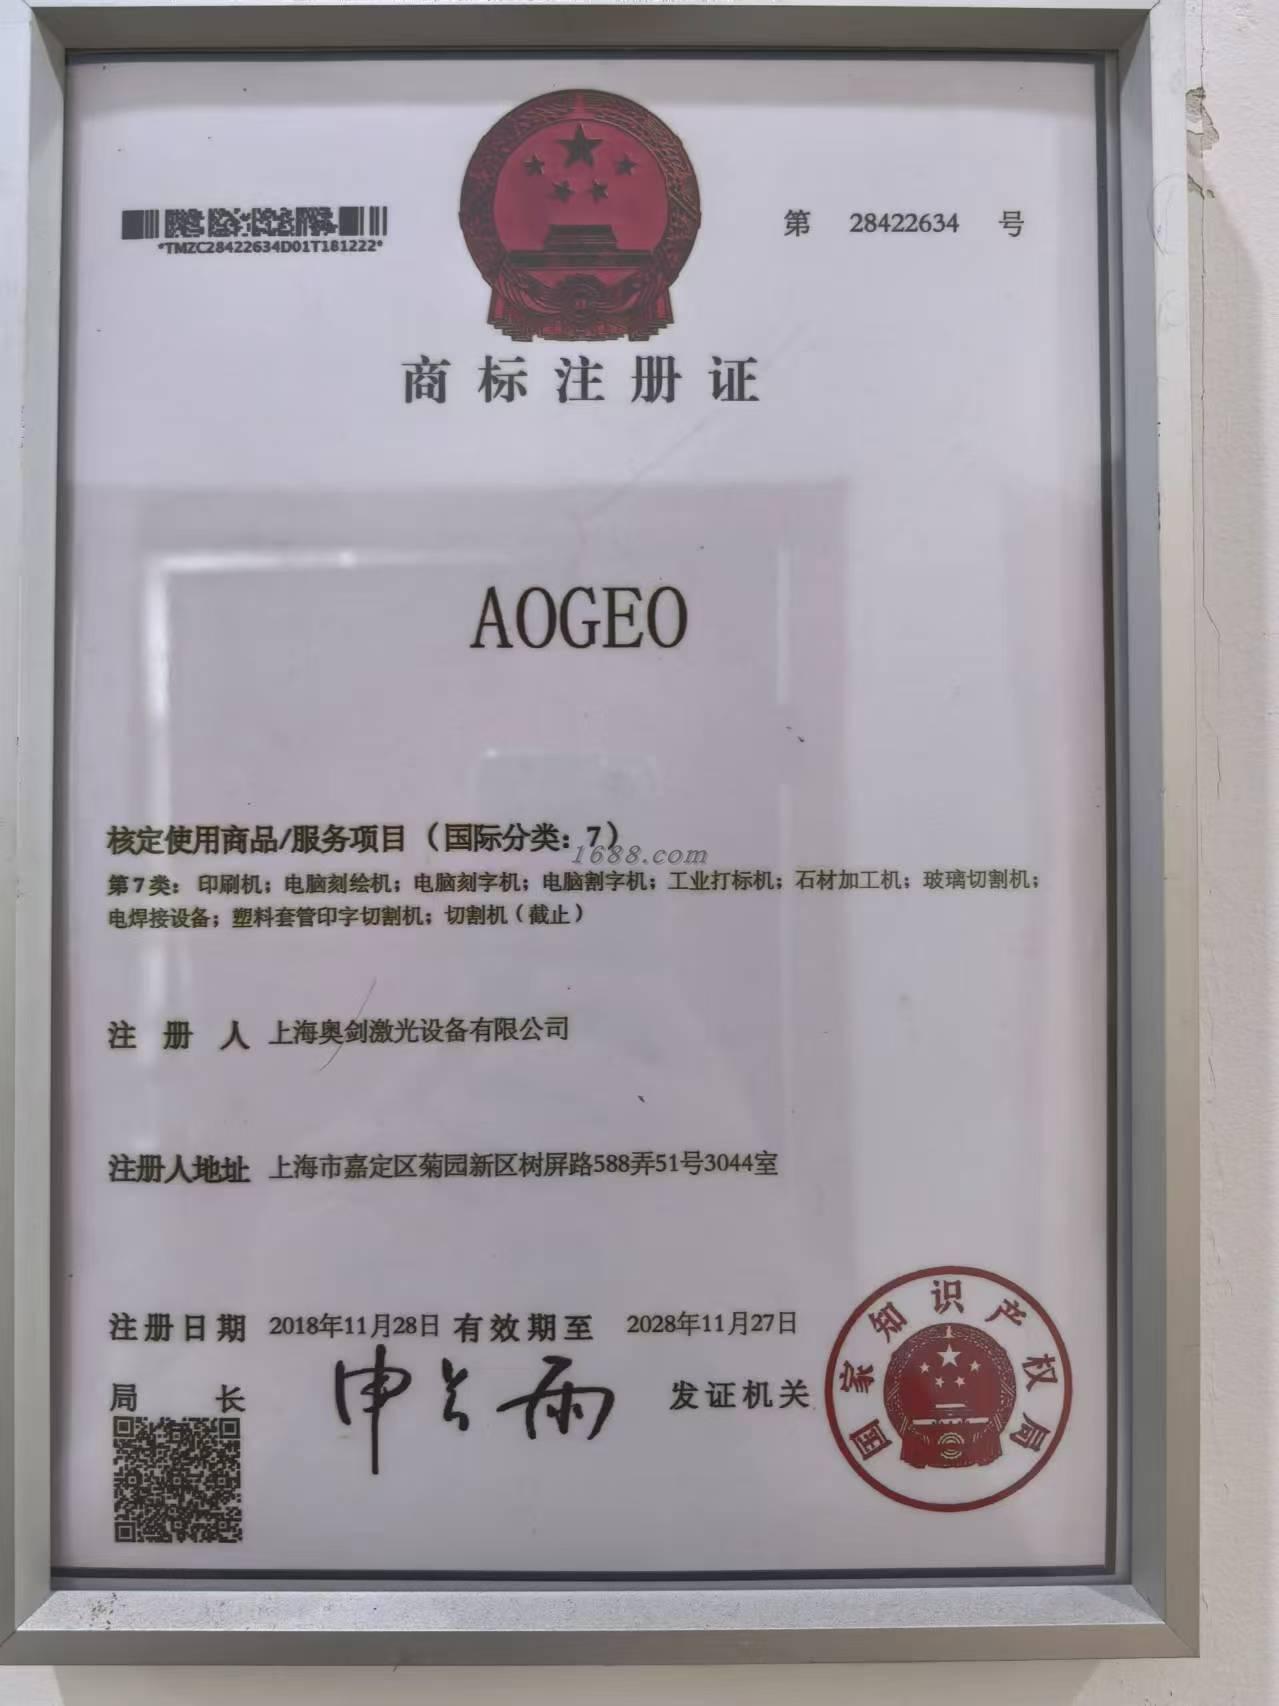 第 28422634 号
*TMZC28422634D01T181222*
商标注册证
AOGEO
核定使用商品/服务项目（国际分类：7）
1688.com
第7类：印刷机；电脑刻绘机；电脑刻字机；电脑割字机；工业打标机；石材加工机；玻璃切割机；
电焊接设备；塑料套管印字切割机；切割机（截止）
注册人 上海奥剑激光设备有限公司
注册人地址 上海市嘉定区菊园新区树屏路588弄51号3044室
注册日期 2018年11月28日 有效期至 2028年11月27日
局长 申长雨 发证机关
国家知识产权局